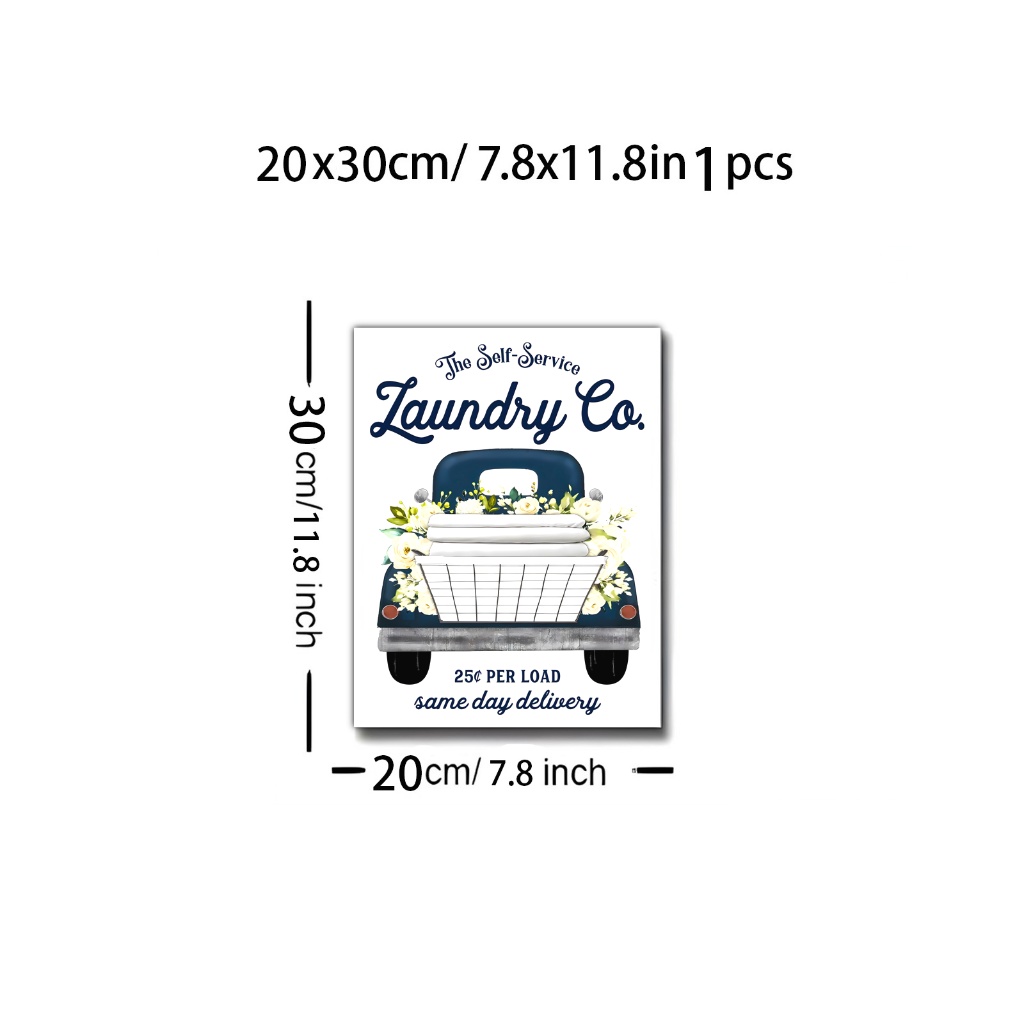 20x30cm/ 7.8x11.8in 1 pcs
30cm/11.8 inch
The Self-Service
Laundry Co.
25¢ PER LOAD
same day delivery
20cm/ 7.8 inch